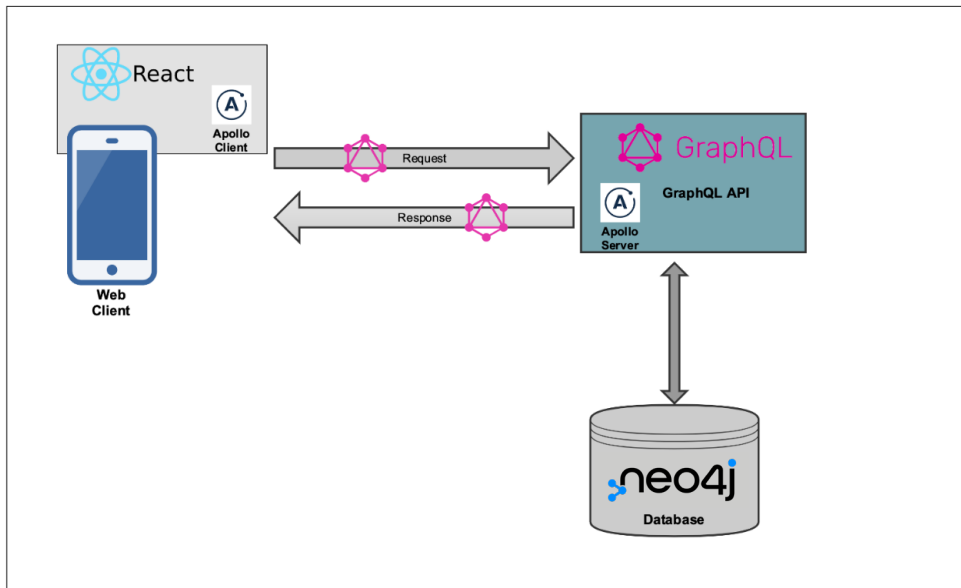 React
Apollo
Client
Web
Client
Request
Response
GraphQL
GraphQL API
Apollo
Server
neo4j
Database